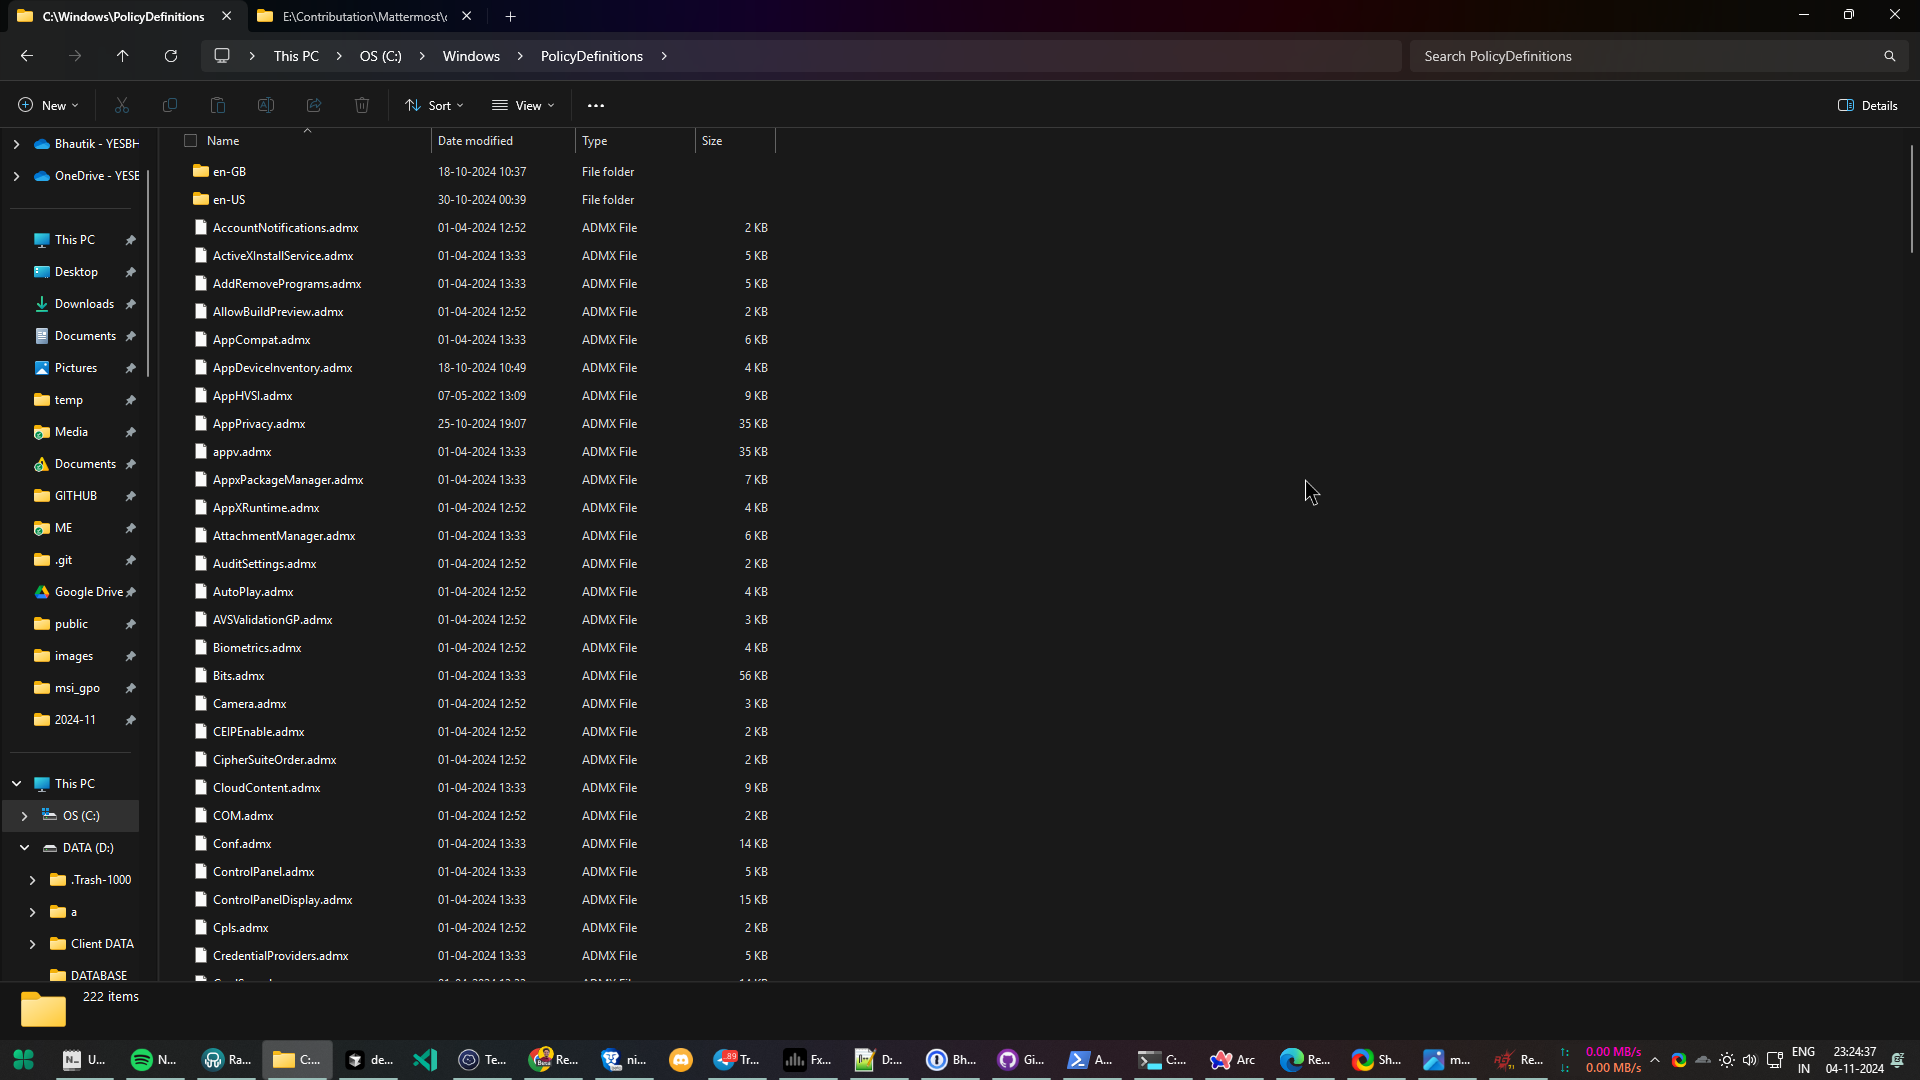 C:\Windows\PolicyDefinitions
E:\Contributation\Mattermost\
This PC > OS (C:) > Windows > PolicyDefinitions >
Search PolicyDefinitions
New
Sort
View
Details
Bhautik - YESBH
OneDrive - YESB
This PC
Desktop
Downloads
Documents
Pictures
temp
Media
Documents
GITHUB
ME
.git
Google Drive
public
images
msi_gpo
2024-11
This PC
OS (C:)
DATA (D:)
.Trash-1000
a
Client DATA
DATABASE
Name Date modified Type Size
en-GB 18-10-2024 10:37 File folder
en-US 30-10-2024 00:39 File folder
AccountNotifications.admx 01-04-2024 12:52 ADMX File 2 KB
ActiveXInstallService.admx 01-04-2024 13:33 ADMX File 5 KB
AddRemovePrograms.admx 01-04-2024 13:33 ADMX File 5 KB
AllowBuildPreview.admx 01-04-2024 12:52 ADMX File 2 KB
AppCompat.admx 01-04-2024 13:33 ADMX File 6 KB
AppDeviceInventory.admx 18-10-2024 10:49 ADMX File 4 KB
AppHVSI.admx 07-05-2022 13:09 ADMX File 9 KB
AppPrivacy.admx 25-10-2024 19:07 ADMX File 35 KB
appv.admx 01-04-2024 13:33 ADMX File 35 KB
AppxPackageManager.admx 01-04-2024 13:33 ADMX File 7 KB
AppXRuntime.admx 01-04-2024 12:52 ADMX File 4 KB
AttachmentManager.admx 01-04-2024 13:33 ADMX File 6 KB
AuditSettings.admx 01-04-2024 12:52 ADMX File 2 KB
AutoPlay.admx 01-04-2024 12:52 ADMX File 4 KB
AVSValidationGP.admx 01-04-2024 12:52 ADMX File 3 KB
Biometrics.admx 01-04-2024 12:52 ADMX File 4 KB
Bits.admx 01-04-2024 13:33 ADMX File 56 KB
Camera.admx 01-04-2024 12:52 ADMX File 3 KB
CEIPEnable.admx 01-04-2024 12:52 ADMX File 2 KB
CipherSuiteOrder.admx 01-04-2024 12:52 ADMX File 2 KB
CloudContent.admx 01-04-2024 13:33 ADMX File 9 KB
COM.admx 01-04-2024 12:52 ADMX File 2 KB
Conf.admx 01-04-2024 13:33 ADMX File 14 KB
ControlPanel.admx 01-04-2024 13:33 ADMX File 5 KB
ControlPanelDisplay.admx 01-04-2024 13:33 ADMX File 15 KB
Cpls.admx 01-04-2024 12:52 ADMX File 2 KB
CredentialProviders.admx 01-04-2024 13:33 ADMX File 5 KB
222 items
U... N... Ra... C:... de... Te... Re... ni... 89 Tr... Fx... D:... Bh... Gi... A... C:... Arc Re... Sh... m... Re...
0.00 MB/s
0.00 MB/s
ENG
IN
23:24:37
04-11-2024